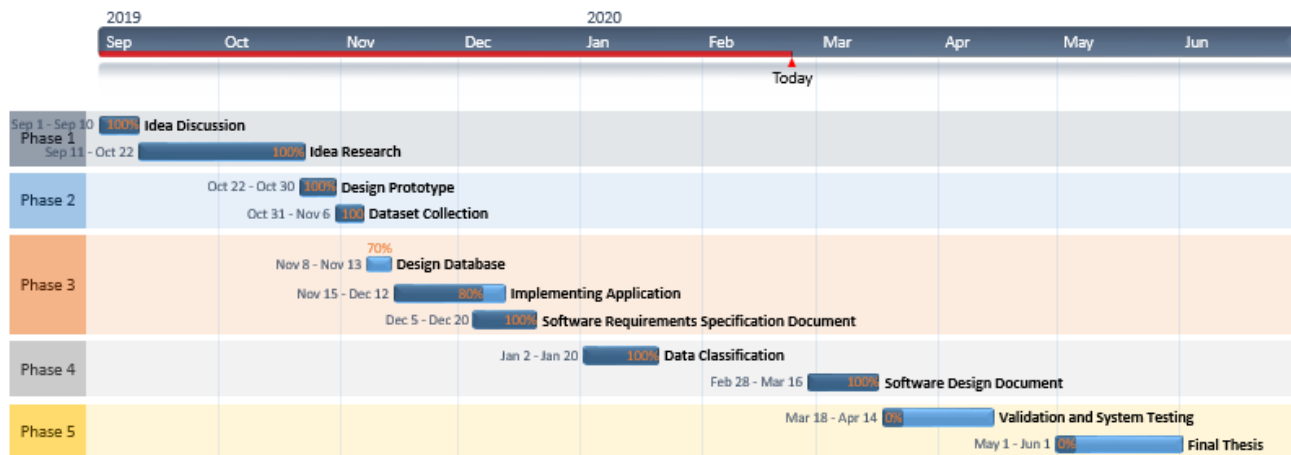 2019 2020
Sep Oct Nov Dec Jan Feb Mar Apr May Jun
Today
Phase 1
Sep 1 - Sep 10 100% Idea Discussion
Sep 11 - Oct 22 100% Idea Research
Phase 2
Oct 22 - Oct 30 100% Design Prototype
Oct 31 - Nov 6 100 Dataset Collection
Phase 3
70%
Nov 8 - Nov 13 Design Database
Nov 15 - Dec 12 80% Implementing Application
Dec 5 - Dec 20 100% Software Requirements Specification Document
Phase 4
Jan 2 - Jan 20 100% Data Classification
Feb 28 - Mar 16 100% Software Design Document
Phase 5
Mar 18 - Apr 14 0% Validation and System Testing
May 1 - Jun 1 0% Final Thesis